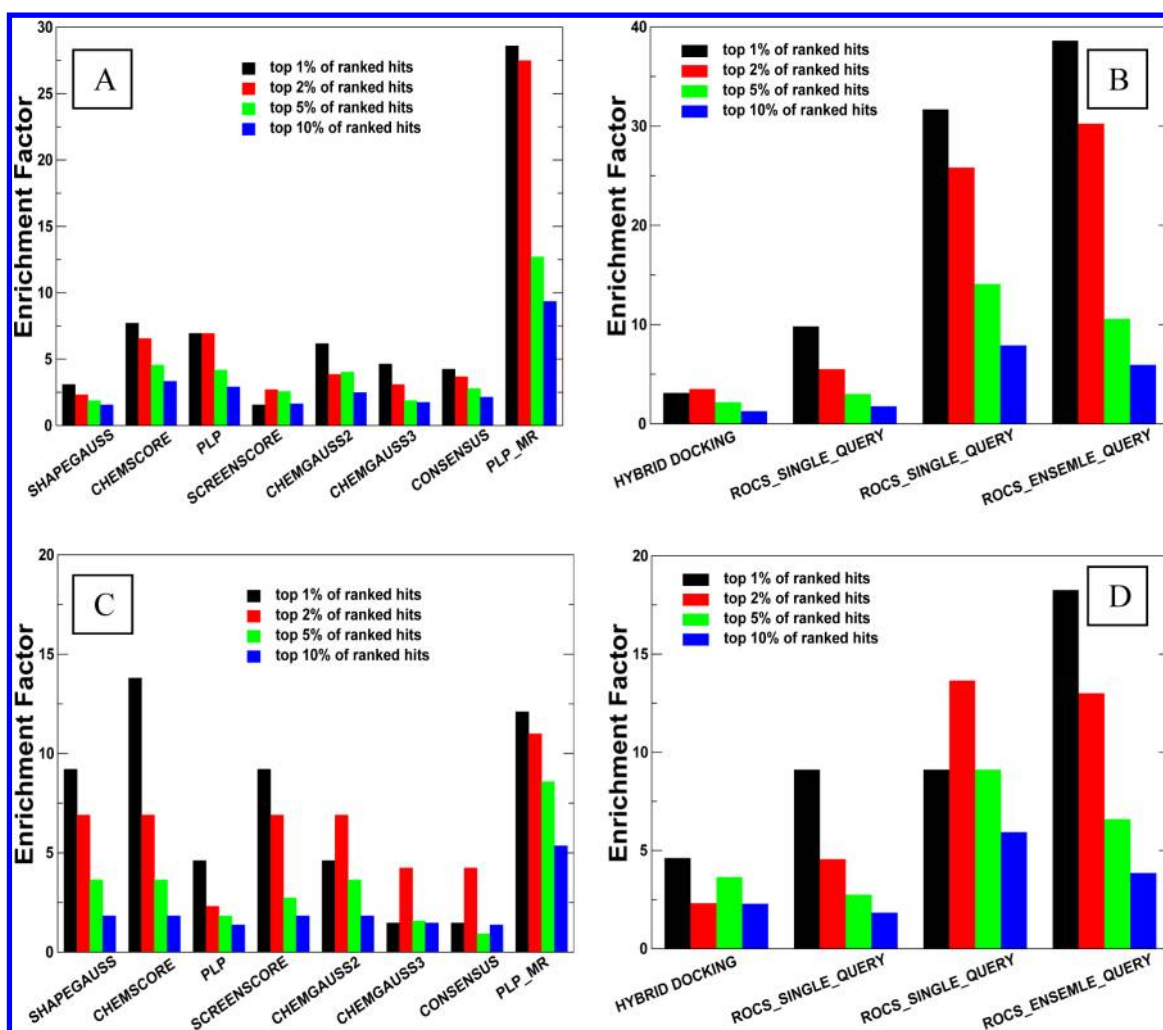 A
top 1% of ranked hits
top 2% of ranked hits
top 5% of ranked hits
top 10% of ranked hits
Enrichment Factor
30
25
20
15
10
5
0
SHAPEGAUSS
CHEMSCORE
PLP
SCREENSCORE
CHEMGAUSS2
CHEMGAUSS3
CONSENSUS
PLP_MR
B
top 1% of ranked hits
top 2% of ranked hits
top 5% of ranked hits
top 10% of ranked hits
Enrichment Factor
40
30
20
10
0
HYBRID DOCKING
ROCS_SINGLE_QUERY
ROCS_SINGLE_QUERY
ROCS_ENSEMLE_QUERY
C
top 1% of ranked hits
top 2% of ranked hits
top 5% of ranked hits
top 10% of ranked hits
Enrichment Factor
20
15
10
5
0
SHAPEGAUSS
CHEMSCORE
PLP
SCREENSCORE
CHEMGAUSS2
CHEMGAUSS3
CONSENSUS
PLP_MR
D
top 1% of ranked hits
top 2% of ranked hits
top 5% of ranked hits
top 10% of ranked hits
Enrichment Factor
20
15
10
5
0
HYBRID DOCKING
ROCS_SINGLE_QUERY
ROCS_SINGLE_QUERY
ROCS_ENSEMLE_QUERY